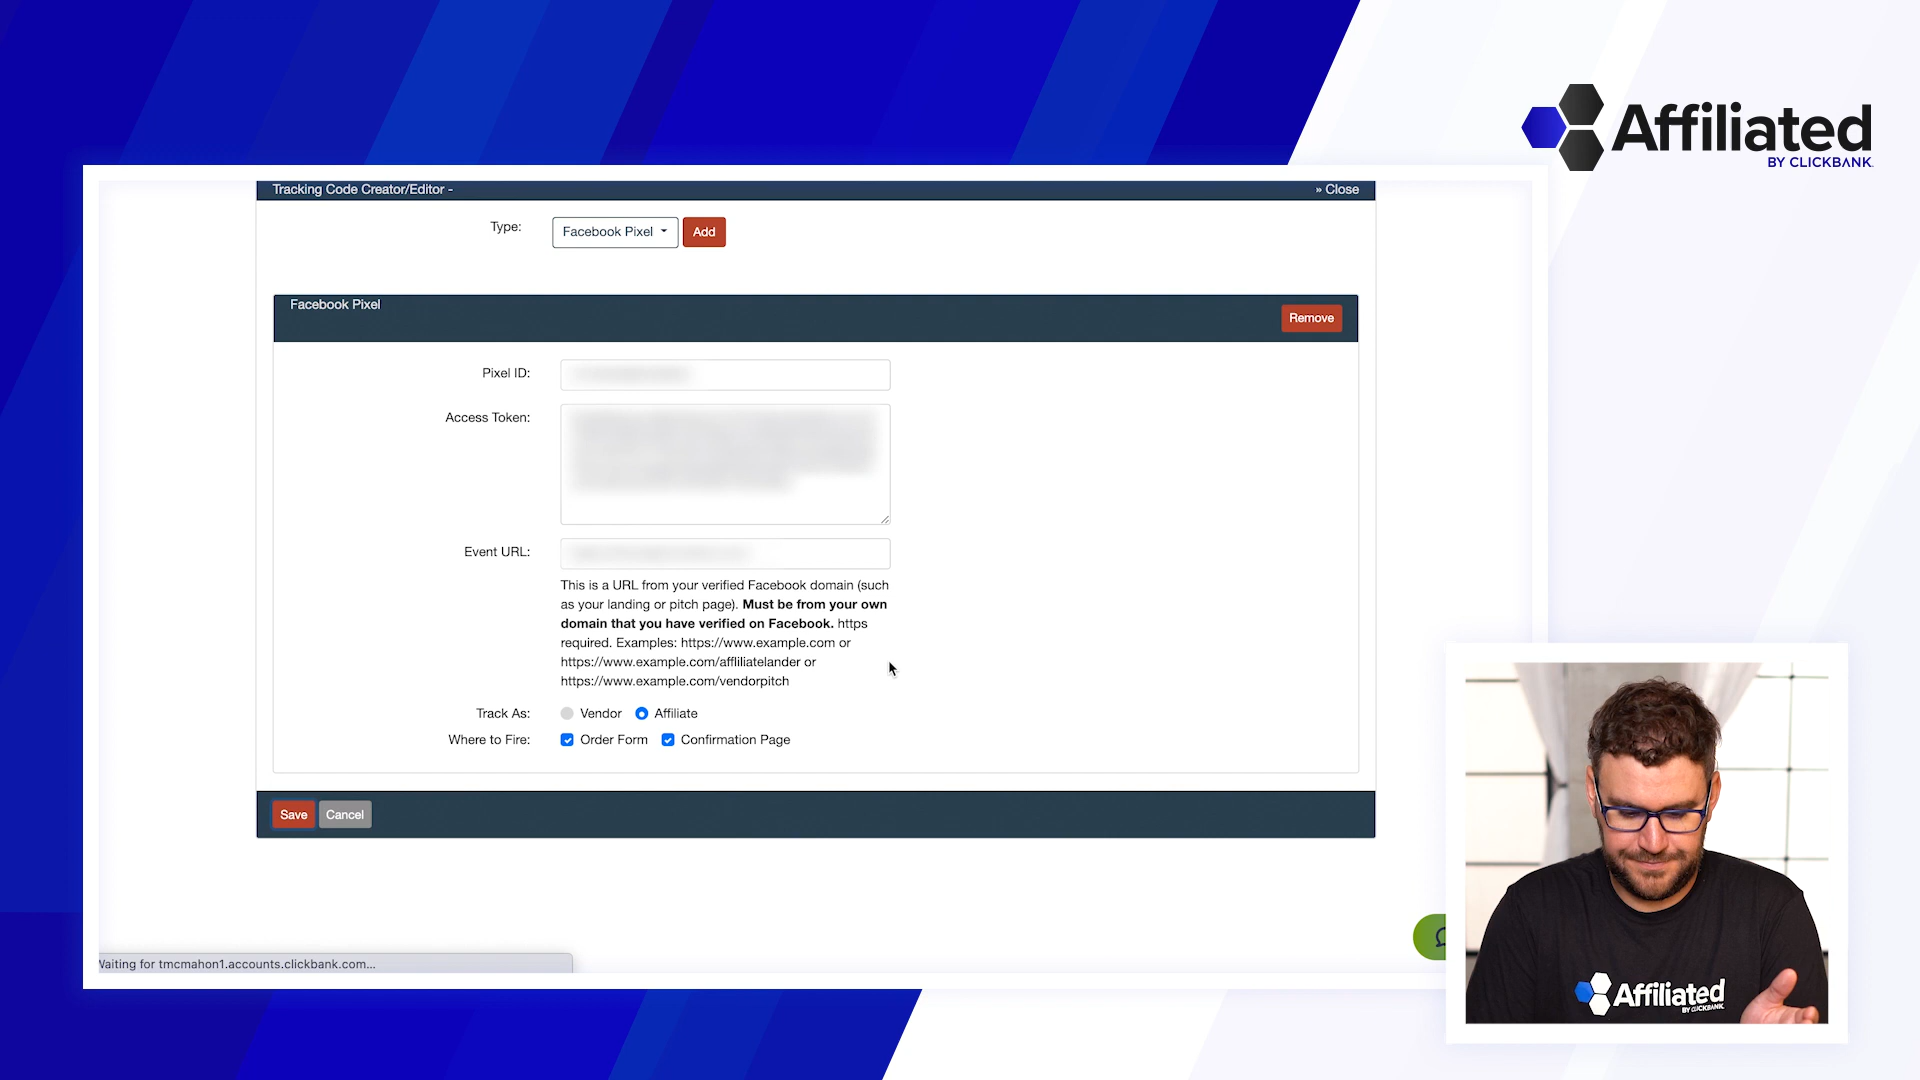 Affiliated
BY CLICKBANK
Tracking Code Creator/Editor -
» Close
Type:
Facebook Pixel
Add
Facebook Pixel
Remove
Pixel ID:
Access Token:
Event URL:
This is a URL from your verified Facebook domain (such
as your landing or pitch page). Must be from your own
domain that you have verified on Facebook. https
required. Examples: https://www.example.com or
https://www.example.com/affliliatelander or
https://www.example.com/vendorpitch
Track As:
Vendor
Affiliate
Where to Fire:
Order Form
Confirmation Page
Save
Cancel
Waiting for tmcmahon1.accounts.clickbank.com...
Affiliated
BY CLICKBANK